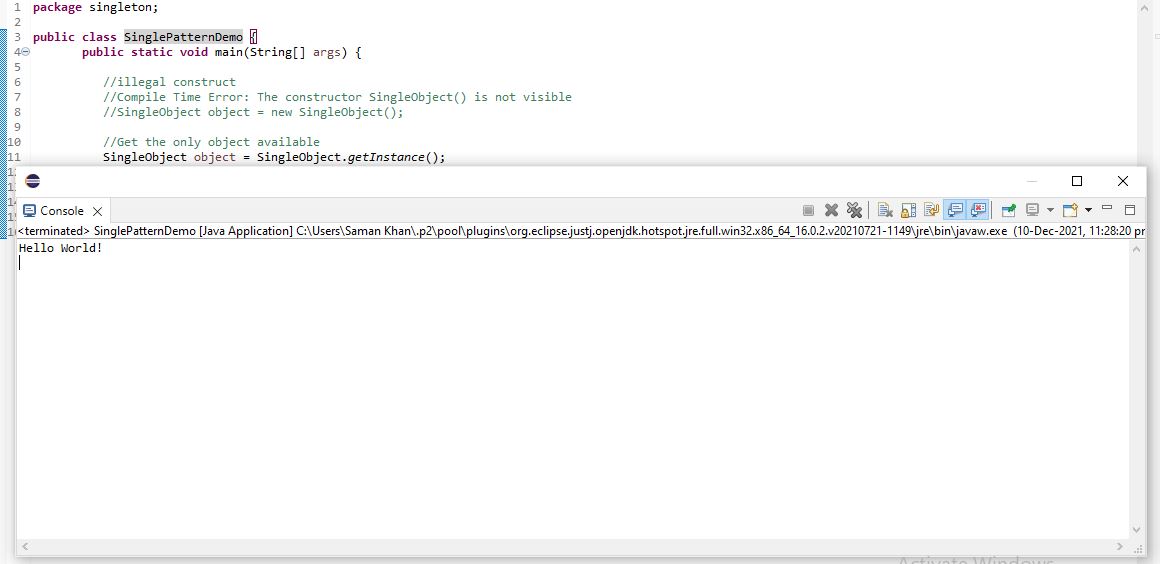 1 package singleton;
2
3 public class SinglePatternDemo {
4 public static void main(String[] args) {
5
6 //illegal construct
7 //Compile Time Error: The constructor SingleObject() is not visible
8 //SingleObject object = new SingleObject();
9
10 //Get the only object available
11 SingleObject object = SingleObject.getInstance();
Console
<terminated> SinglePatternDemo [Java Application] C:\Users\Saman Khan\.p2\pool\plugins\org.eclipse.justj.openjdk.hotspot.jre.full.win32.x86_64_16.0.2.v20210721-1149\jre\bin\javaw.exe (10-Dec-2021, 11:28:20 pr
Hello World!
Activate Windows